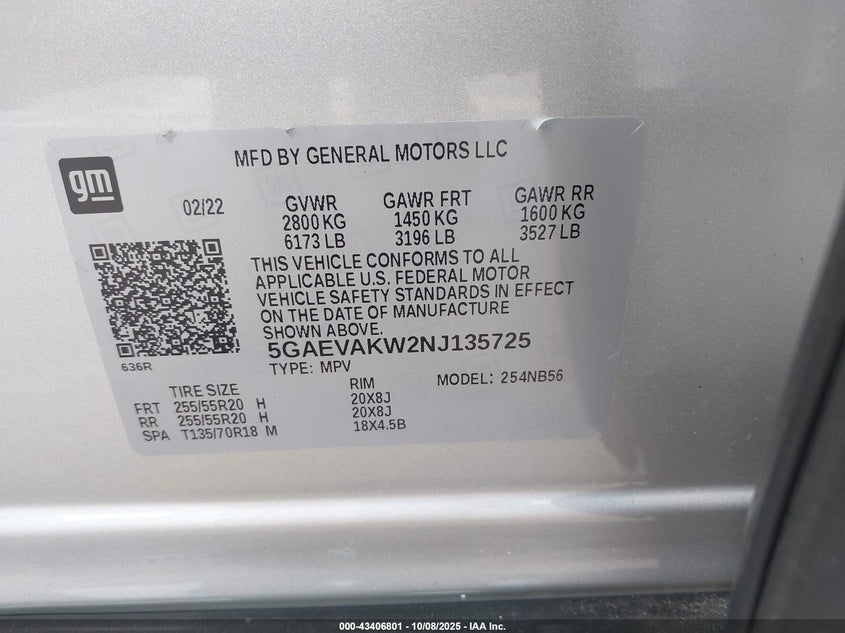 MFD BY GENERAL MOTORS LLC
gm
02/22
GVWR GAWR FRT GAWR RR
2800 KG 1450 KG 1600 KG
6173 LB 3196 LB 3527 LB
THIS VEHICLE CONFORMS TO ALL
APPLICABLE U.S. FEDERAL MOTOR
VEHICLE SAFETY STANDARDS IN EFFECT
ON THE DATE OF MANUFACTURE
SHOWN ABOVE.
5GAEVAKW2NJ135725
636R
TYPE: MPV MODEL: 254NB56
TIRE SIZE RIM
FRT 255/55R20 H 20X8J
RR 255/55R20 H 20X8J
SPA T135/70R18 M 18X4.5B
000-43406801 - 10/08/2025 - IAA Inc.